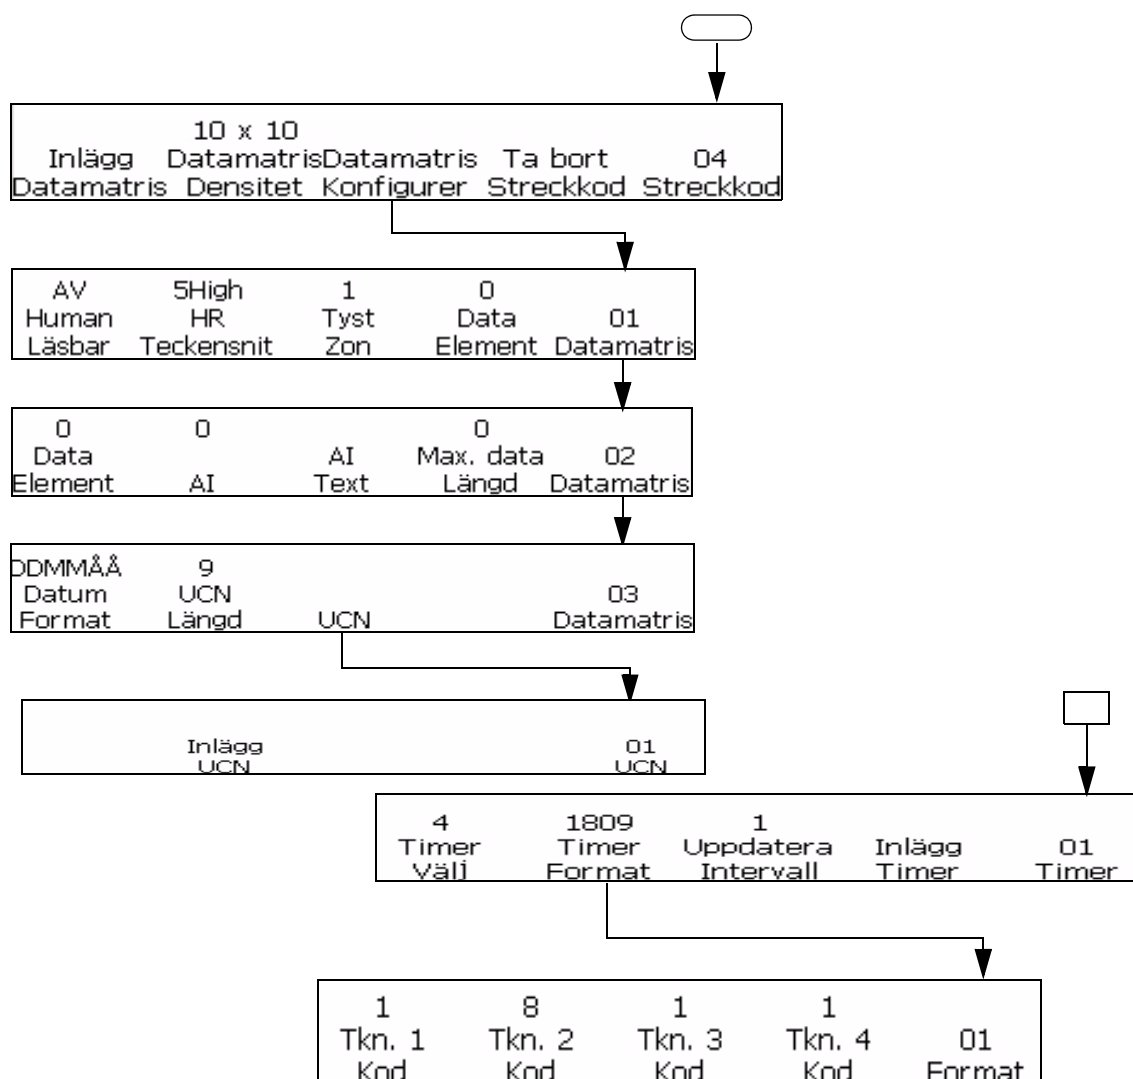 10 x 10
Inlägg DatamatrisDatamatris Ta bort 04
Datamatris Densitet Konfigurer Streckkod Streckkod
AV 5High 1 0
Human HR Tyst Data 01
Läsbar Teckensnit Zon Element Datamatris
0 0 0
Data AI Max. data 02
Element AI Text Längd Datamatris
DDMMÅÅ 9
Datum UCN 03
Format Längd UCN Datamatris
Inlägg 01
UCN UCN
4 1809 1
Timer Timer Uppdatera Inlägg 01
Välj Format Intervall Timer Timer
1 8 1 1
Tkn. 1 Tkn. 2 Tkn. 3 Tkn. 4 01
Kod Kod Kod Kod Format